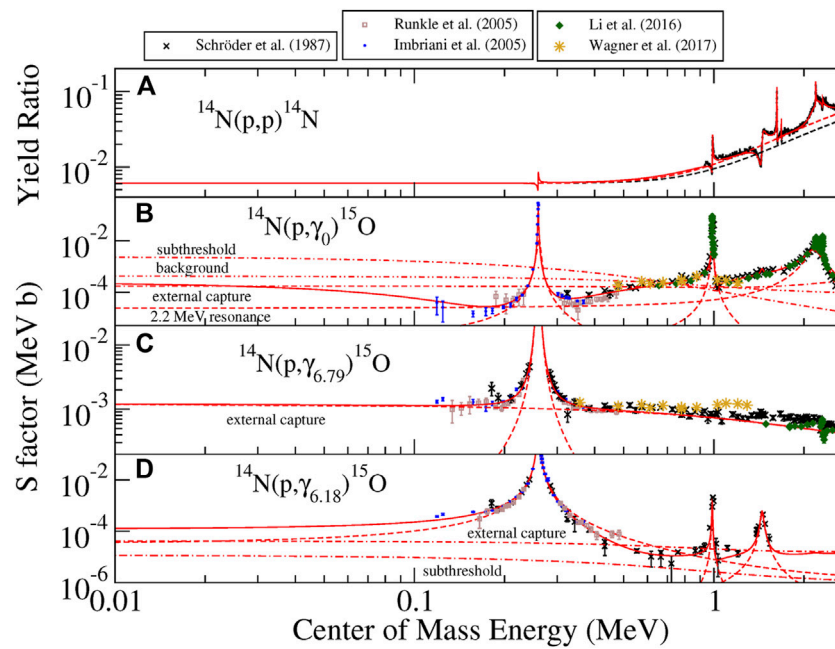 Schröder et al. (1987)
Runkle et al. (2005)
Imbriani et al. (2005)
Li et al. 2016
Wagner et al. (2017)
Yield Ratio
S factor (MeV b)
A
¹⁴N(p,p)¹⁴N
10⁻¹
10⁻²
B
¹⁴N(p,γ₀)¹⁵O
10⁻²
10⁻⁴
subthreshold
background
external capture
2.2 MeV resonance
C
¹⁴N(p,γ₆.₇₉)¹⁵O
10⁻²
10⁻³
external capture
D
¹⁴N(p,γ₆.₁₈)¹⁵O
10⁻²
10⁻⁴
10⁻⁶
external capture
subthreshold
0.01
0.1
1
Center of Mass Energy (MeV)